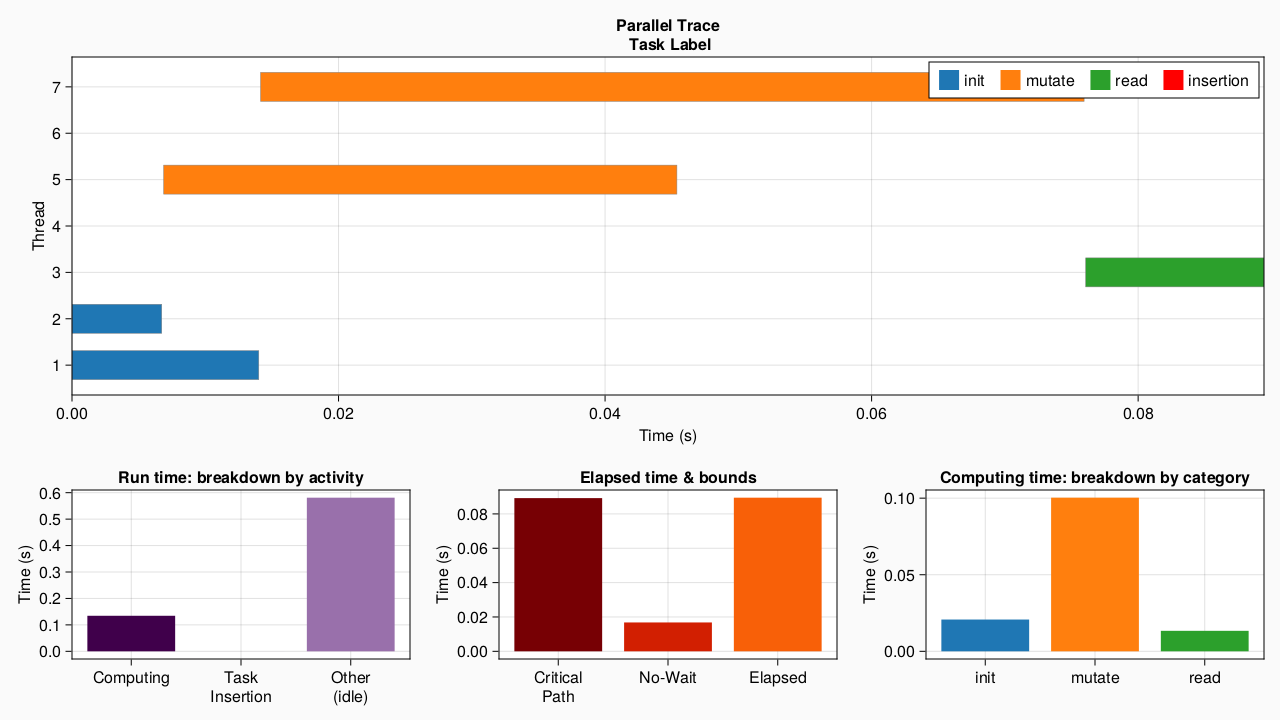 Parallel Trace
Task Label
init mutate read insertion
7
6
5
4
3
2
1
Thread
0.00 0.02 0.04 0.06 0.08
Time (s)
Run time: breakdown by activity
0.6
0.5
0.4
0.3
0.2
0.1
0.0
Time (s)
Computing Task Insertion Other (idle)
Elapsed time & bounds
0.08
0.06
0.04
0.02
0.00
Time (s)
Critical Path No-Wait Elapsed
Computing time: breakdown by category
0.10
0.05
0.00
Time (s)
init mutate read